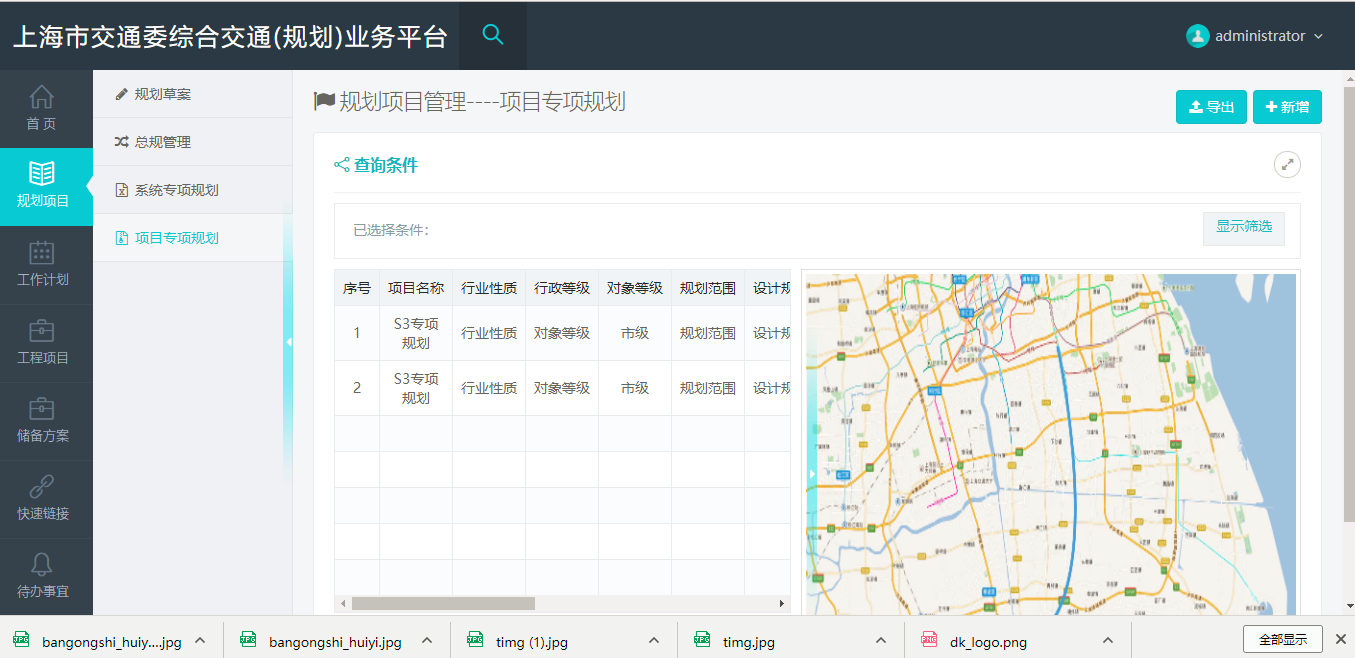 上海市交通委综合交通(规划)业务平台
administrator
首 页
规划项目
工作计划
工程项目
储备方案
快速链接
待办事宜
规划草案
总规管理
系统专项规划
项目专项规划
规划项目管理----项目专项规划
导出
新增
查询条件
已选择条件:
显示筛选
序号 项目名称 行业性质 行政等级 对象等级 规划范围 设计规
1 S3专项规划 行业性质 对象等级 市级 规划范围 设计规
2 S3专项规划 行业性质 对象等级 市级 规划范围 设计规
bangongshi_huiy....jpg
bangongshi_huiyi.jpg
timg (1).jpg
timg.jpg
dk_logo.png
全部显示